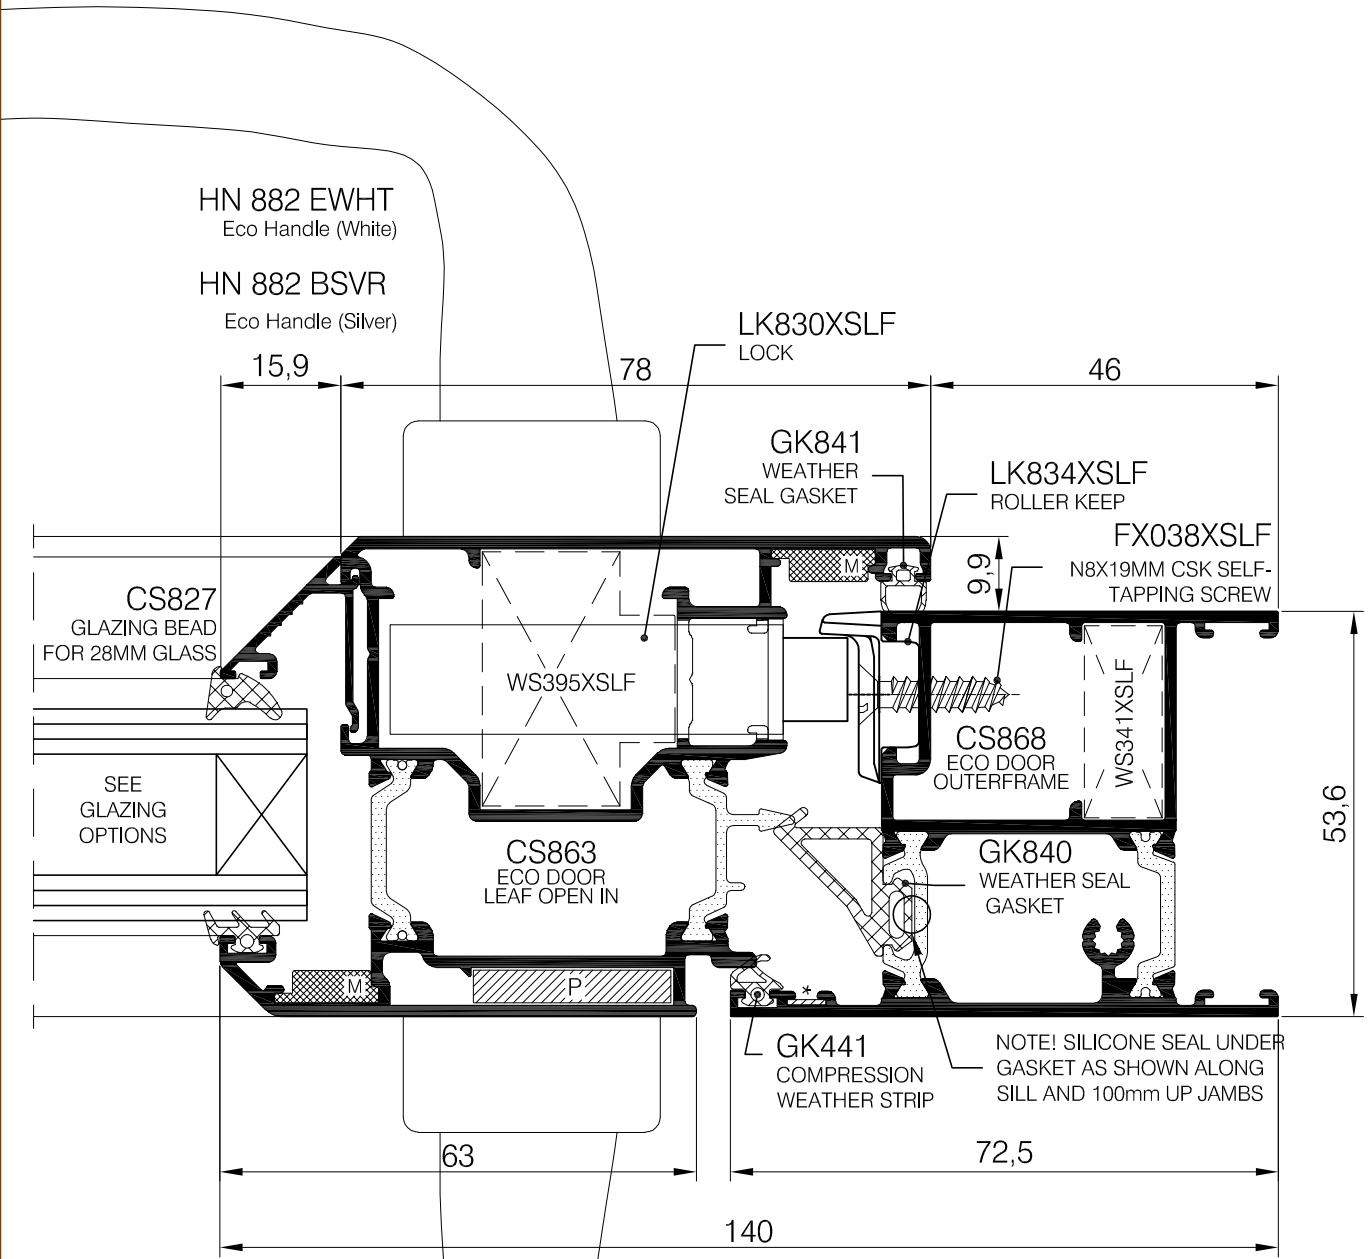 HN 882 EWHT
Eco Handle (White)
HN 882 BSVR
Eco Handle (Silver)
LK830XSLF
LOCK
15,9
78
46
GK841
WEATHER
SEAL GASKET
LK834XSLF
ROLLER KEEP
FX038XSLF
N8X19MM CSK SELF-
TAPPING SCREW
9,9
M
CS827
GLAZING BEAD
FOR 28MM GLASS
WS395XSLF
WS341XSLF
CS868
ECO DOOR
OUTERFRAME
SEE
GLAZING
OPTIONS
53,6
CS863
ECO DOOR
LEAF OPEN IN
GK840
WEATHER SEAL
GASKET
M
P
*
GK441
COMPRESSION
WEATHER STRIP
NOTE! SILICONE SEAL UNDER
GASKET AS SHOWN ALONG
SILL AND 100mm UP JAMBS
63
72,5
140